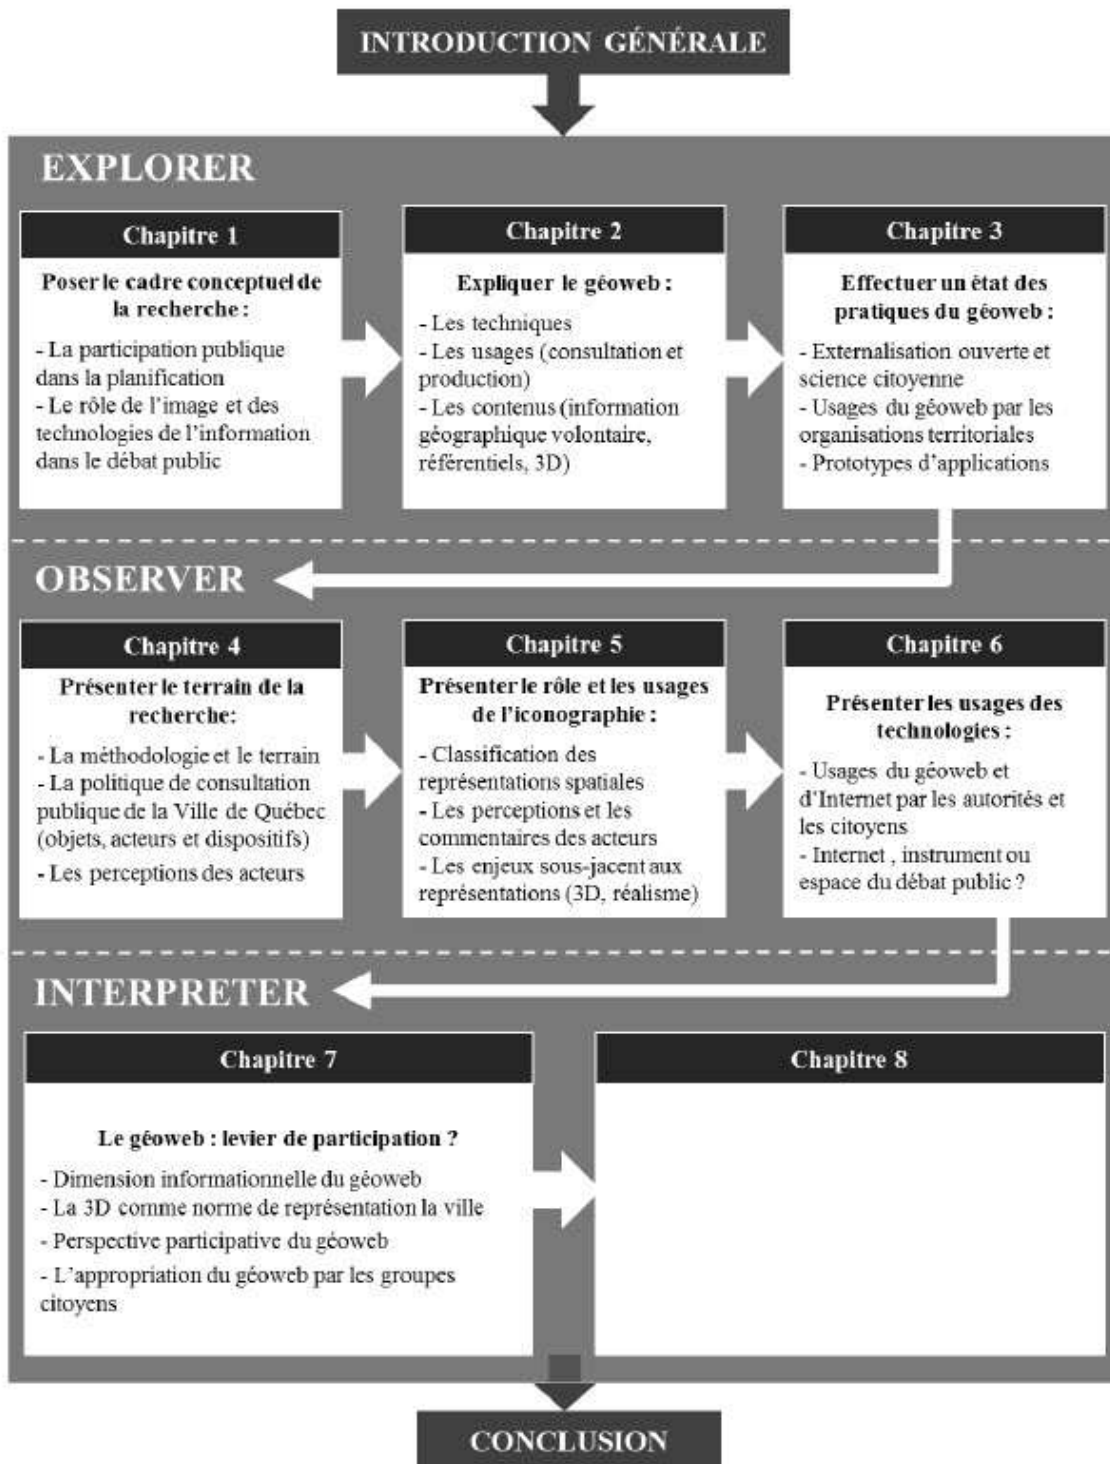 INTRODUCTION GÉNÉRALE
EXPLORER
Chapitre 1
Poser le cadre conceptuel de
la recherche :
- La participation publique
dans la planification
- Le rôle de l'image et des
technologies de l'information
dans le débat public
Chapitre 2
Expliquer le géoweb :
- Les techniques
- Les usages (consultation et
production)
- Les contenus (information
géographique volontaire,
référentiels, 3D)
Chapitre 3
Effectuer un état des
pratiques du géoweb :
- Externalisation ouverte et
science citoyenne
- Usages du géoweb par les
organisations territoriales
- Prototypes d'applications
OBSERVER
Chapitre 4
Présenter le terrain de la
recherche:
- La méthodologie et le terrain
- La politique de consultation
publique de la Ville de Québec
(objets, acteurs et dispositifs)
- Les perceptions des acteurs
Chapitre 5
Présenter le rôle et les usages
de l'iconographie :
- Classification des
représentations spatiales
- Les perceptions et les
commentaires des acteurs
- Les enjeux sous-jacent aux
représentations (3D, réalisme)
Chapitre 6
Présenter les usages des
technologies :
- Usages du géoweb et
d'Internet par les autorités et
les citoyens
- Internet , instrument ou
espace du débat public ?
INTERPRETER
Chapitre 7
Le géoweb : levier de participation ?
- Dimension informationnelle du géoweb
- La 3D comme norme de représentation la ville
- Perspective participative du géoweb
- L'appropriation du géoweb par les groupes
citoyens
Chapitre 8
CONCLUSION